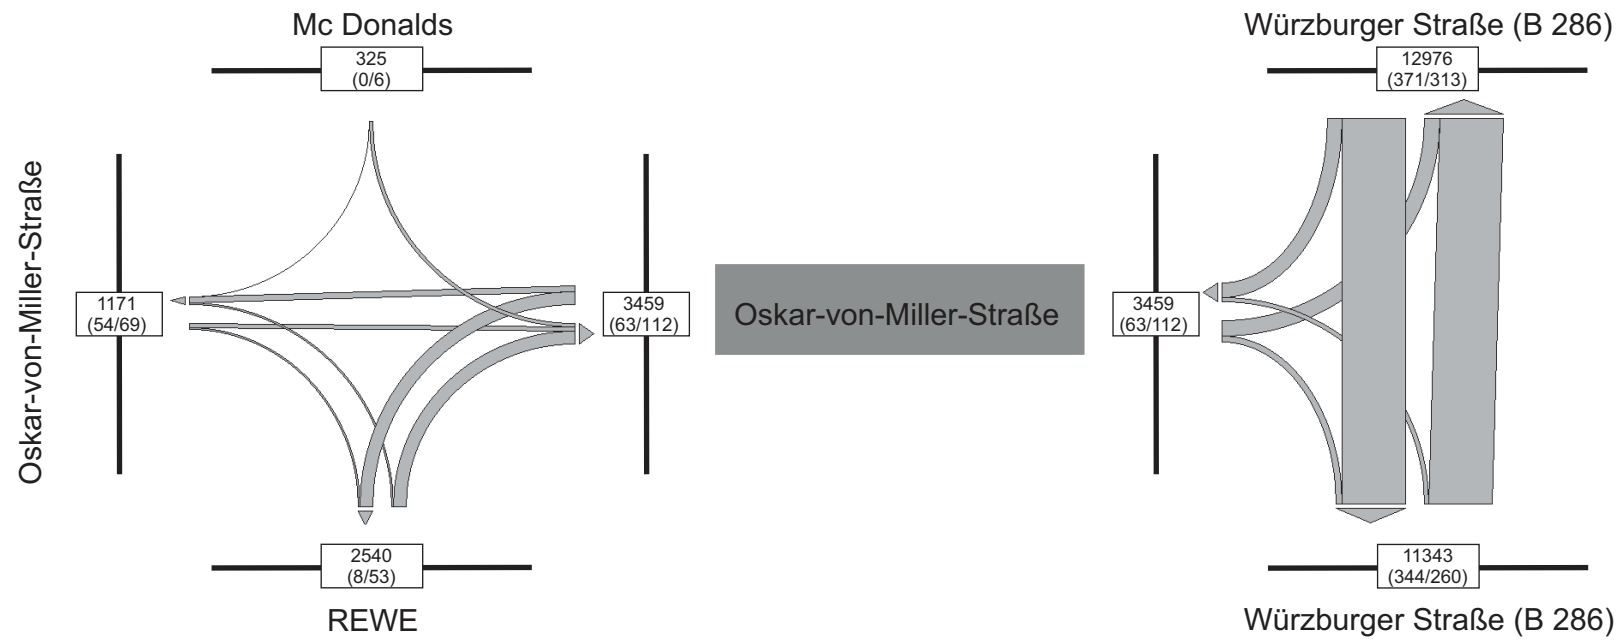 Mc Donalds
325
(0/6)
Oskar-von-Miller-Straße
1171
(54/69)
3459
(63/112)
2540
(8/53)
REWE
Oskar-von-Miller-Straße
Würzburger Straße (B 286)
12976
(371/313)
3459
(63/112)
11343
(344/260)
Würzburger Straße (B 286)